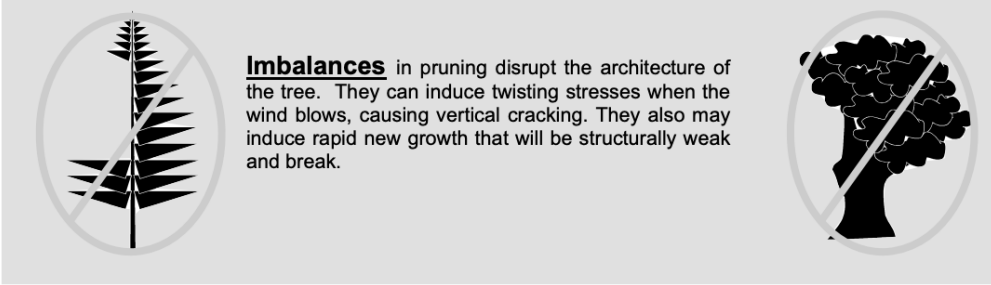 Imbalances in pruning disrupt the architecture of
the tree. They can induce twisting stresses when the
wind blows, causing vertical cracking. They also may
induce rapid new growth that will be structurally weak
and break.